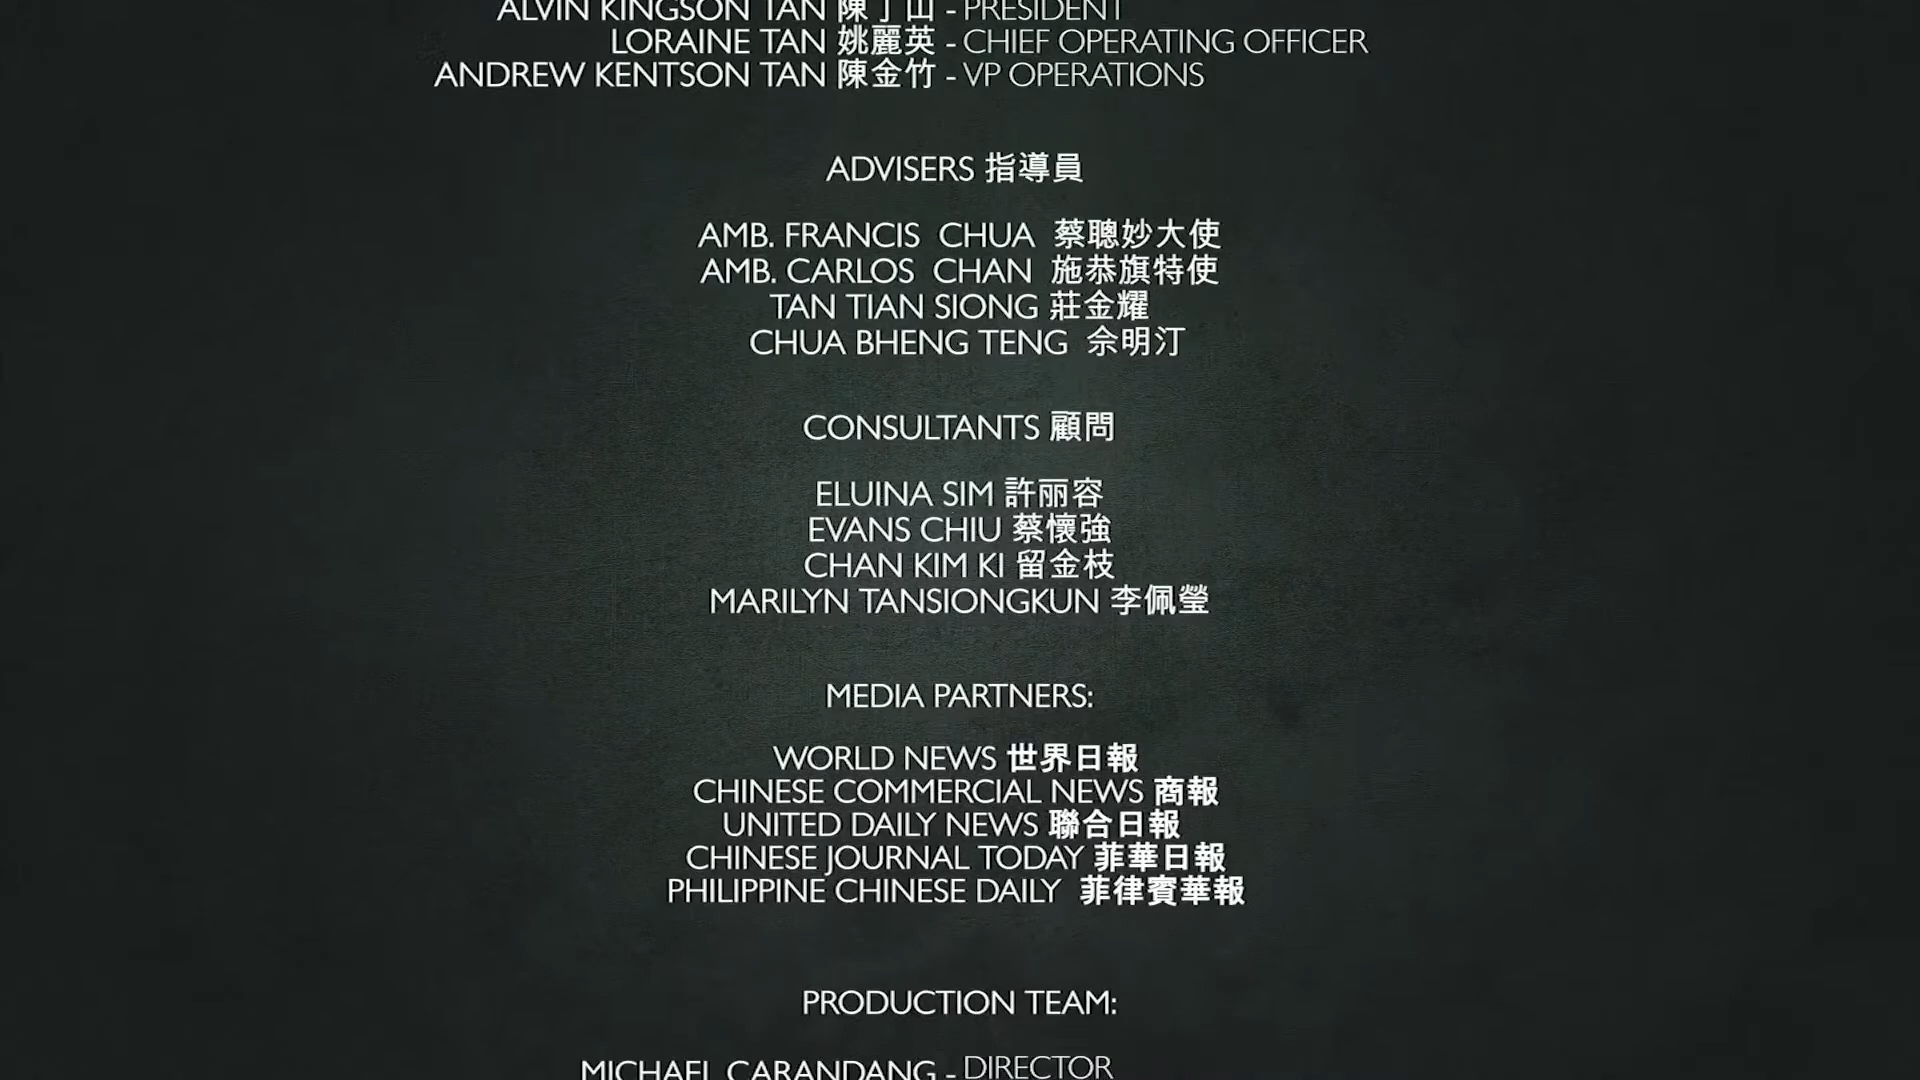 ALVIN KINGSON TAN 陳丁山 - PRESIDENT
LORAINE TAN 姚麗英 - CHIEF OPERATING OFFICER
ANDREW KENTSON TAN 陳金竹 - VP OPERATIONS
ADVISERS 指導員
AMB. FRANCIS CHUA 蔡聰妙大使
AMB. CARLOS CHAN 施恭旗特使
TAN TIAN SIONG 莊金耀
CHUA BHENG TENG 佘明汀
CONSULTANTS 顧問
ELUINA SIM 許丽容
EVANS CHIU 蔡懷強
CHAN KIM KI 留金枝
MARILYN TANSIONGKUN 李佩瑩
MEDIA PARTNERS:
WORLD NEWS 世界日報
CHINESE COMMERCIAL NEWS 商報
UNITED DAILY NEWS 聯合日報
CHINESE JOURNAL TODAY 菲華日報
PHILIPPINE CHINESE DAILY 菲律賓華報
PRODUCTION TEAM:
MICHAEL CARANDANG - DIRECTOR